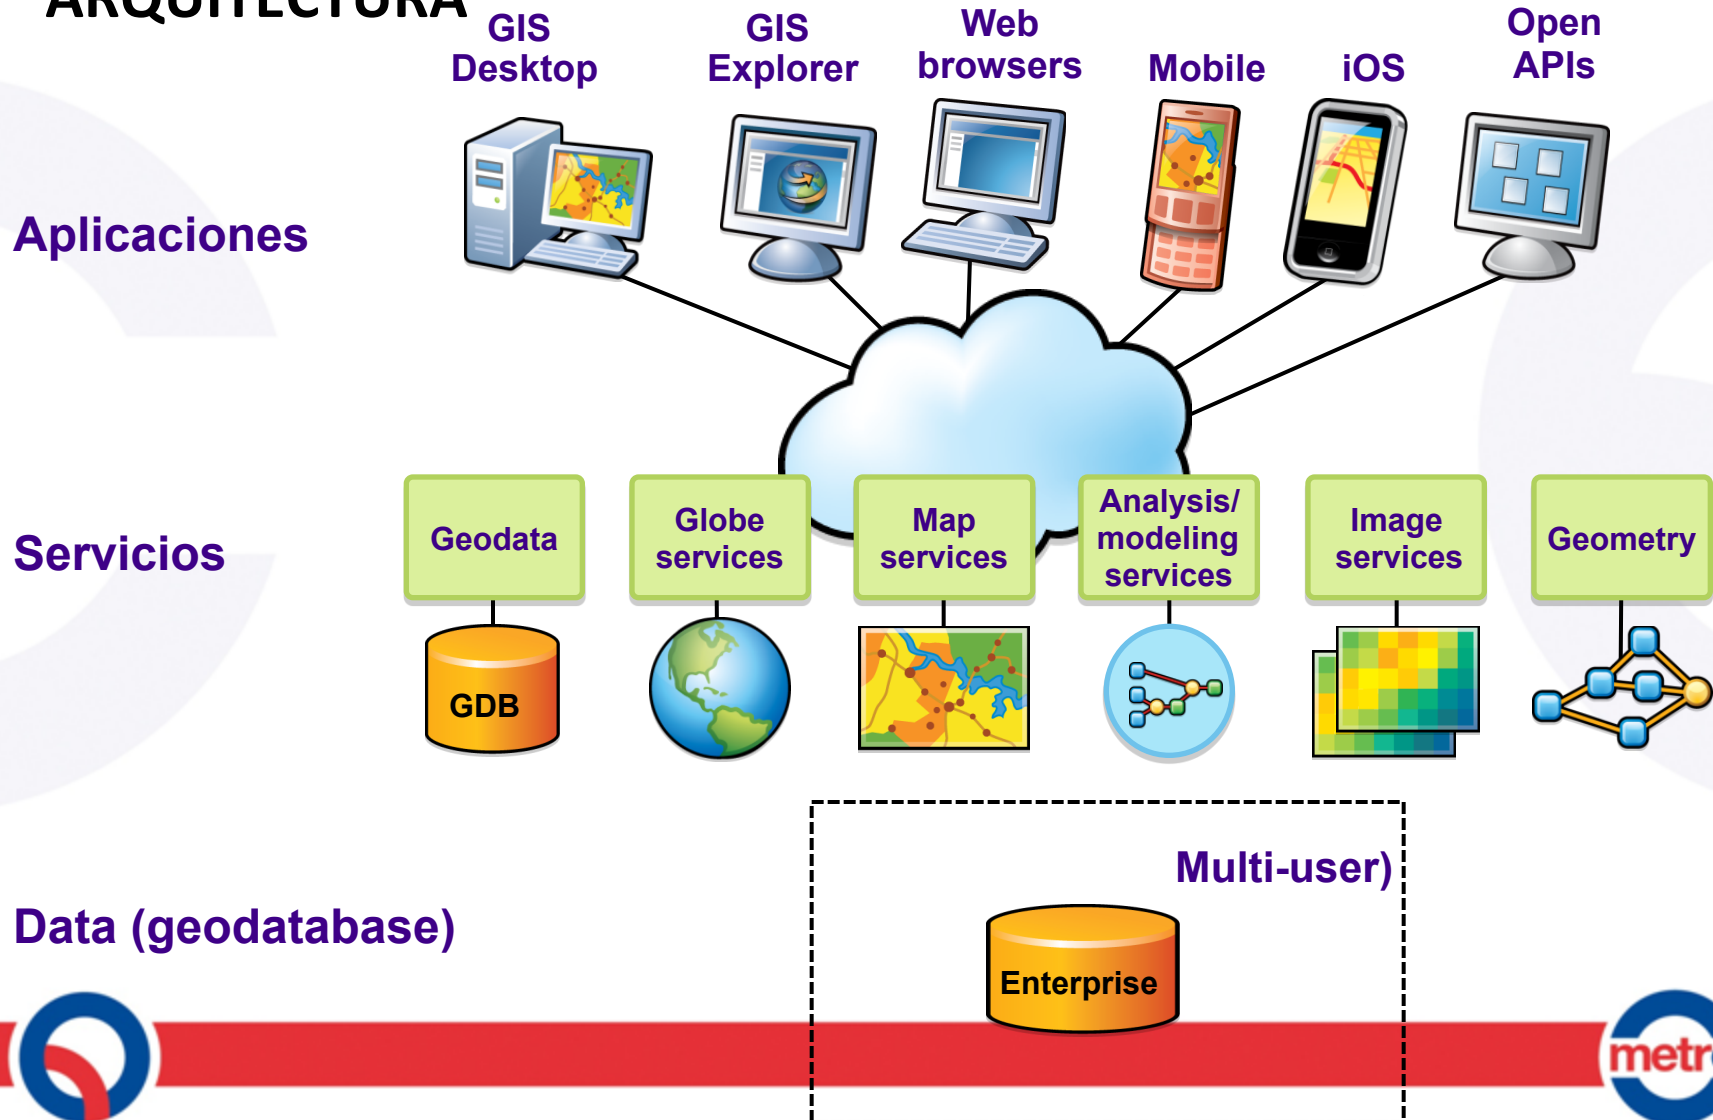 ARQUITECTURA
GIS
Desktop
GIS
Explorer
Web
browsers
Mobile
iOS
Open
APIs
Aplicaciones
Servicios
Geodata
Globe
services
Map
services
Analysis/
modeling
services
Image
services
Geometry
GDB
Multi-user)
Data (geodatabase)
Enterprise